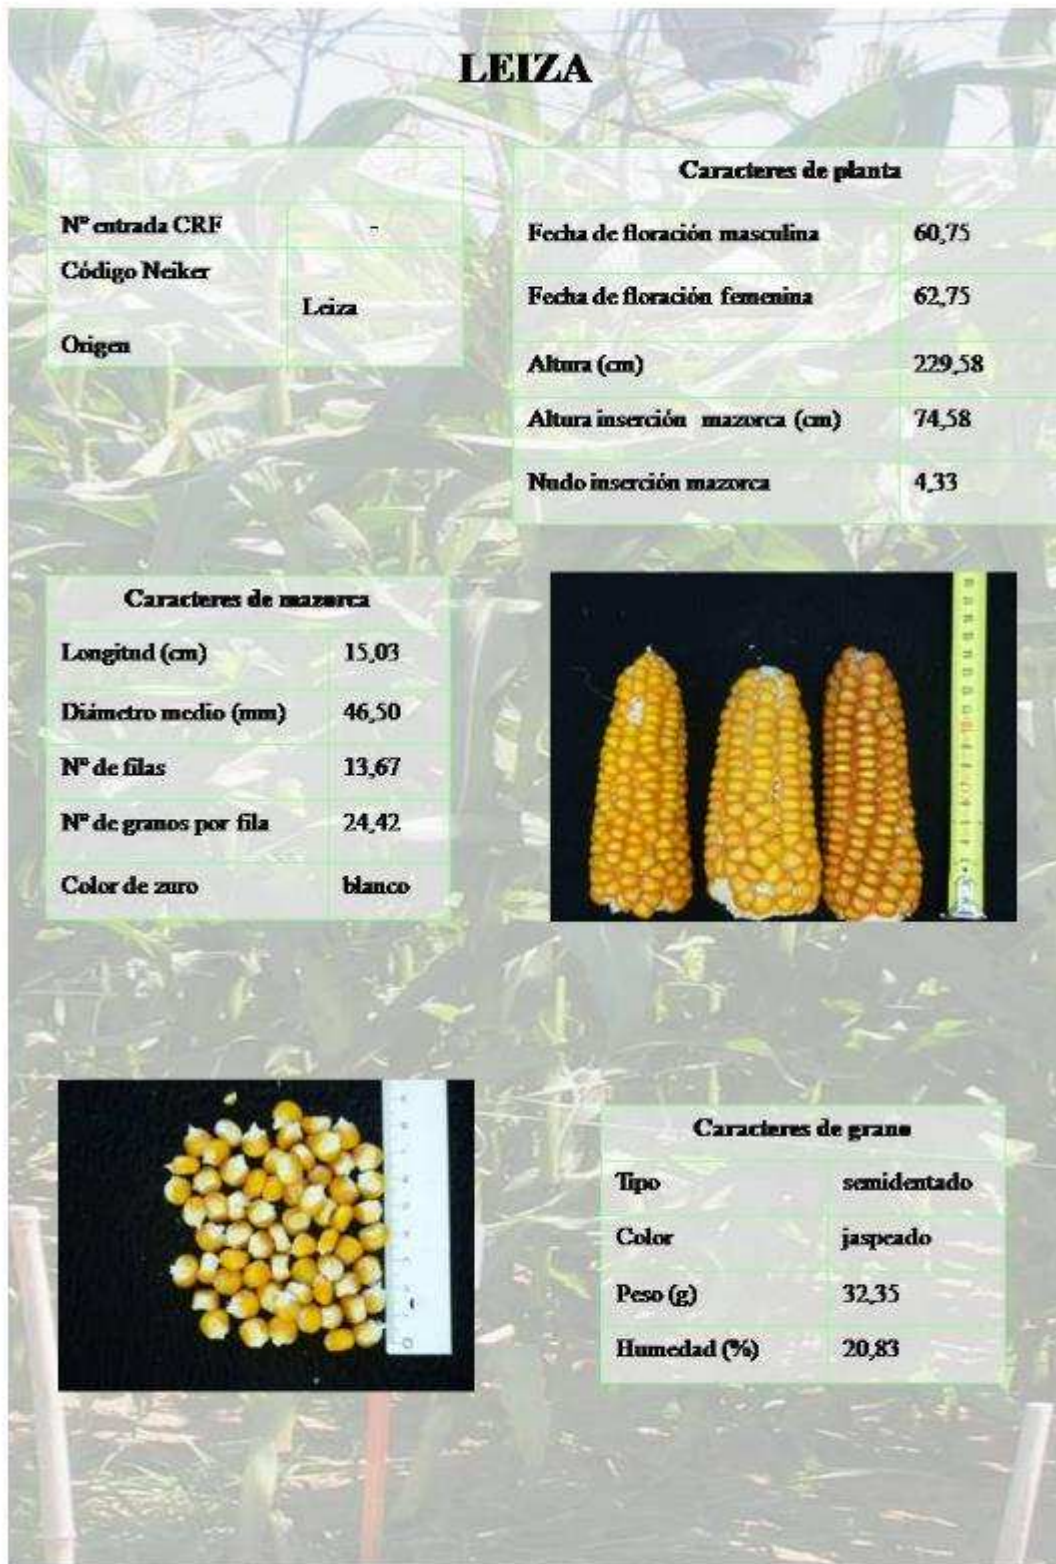 LEIZA
Nº entrada CRF -
Código Neiker
Leiza
Origen
Caracteres de planta
Fecha de floración masculina 60,75
Fecha de floración femenina 62,75
Altura (cm) 229,58
Altura inserción mazorca (cm) 74,58
Nudo inserción mazorca 4,33
Caracteres de mazorca
Longitud (cm) 15,03
Diámetro medio (mm) 46,50
Nº de filas 13,67
Nº de granos por fila 24,42
Color de zuro blanco
Caracteres de grano
Tipo semidentado
Color jaspeado
Peso (g) 32,35
Humedad (%) 20,83